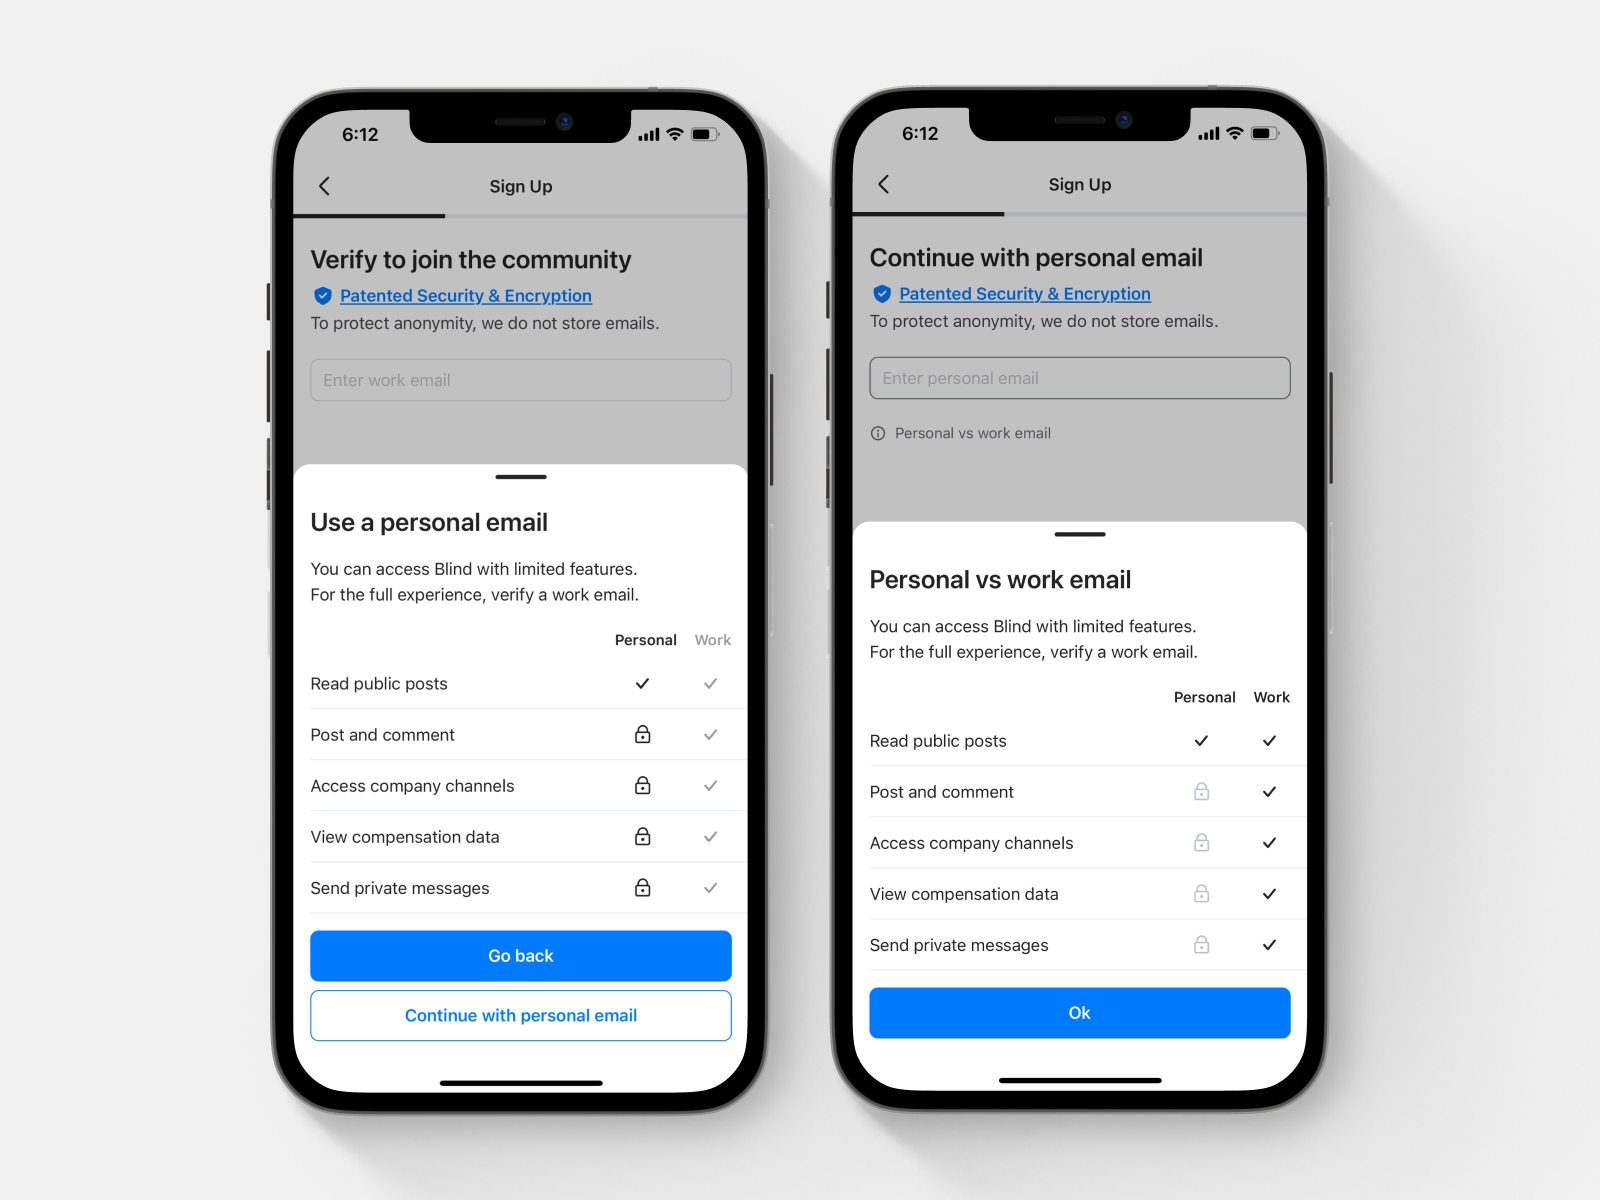 6:12
Sign Up
Verify to join the community
Patented Security & Encryption
To protect anonymity, we do not store emails.
Enter work email
Use a personal email
You can access Blind with limited features.
For the full experience, verify a work email.
Personal Work
Read public posts
Post and comment
Access company channels
View compensation data
Send private messages
Go back
Continue with personal email
6:12
Sign Up
Continue with personal email
Patented Security & Encryption
To protect anonymity, we do not store emails.
Enter personal email
Personal vs work email
Personal vs work email
You can access Blind with limited features.
For the full experience, verify a work email.
Personal Work
Read public posts
Post and comment
Access company channels
View compensation data
Send private messages
Ok